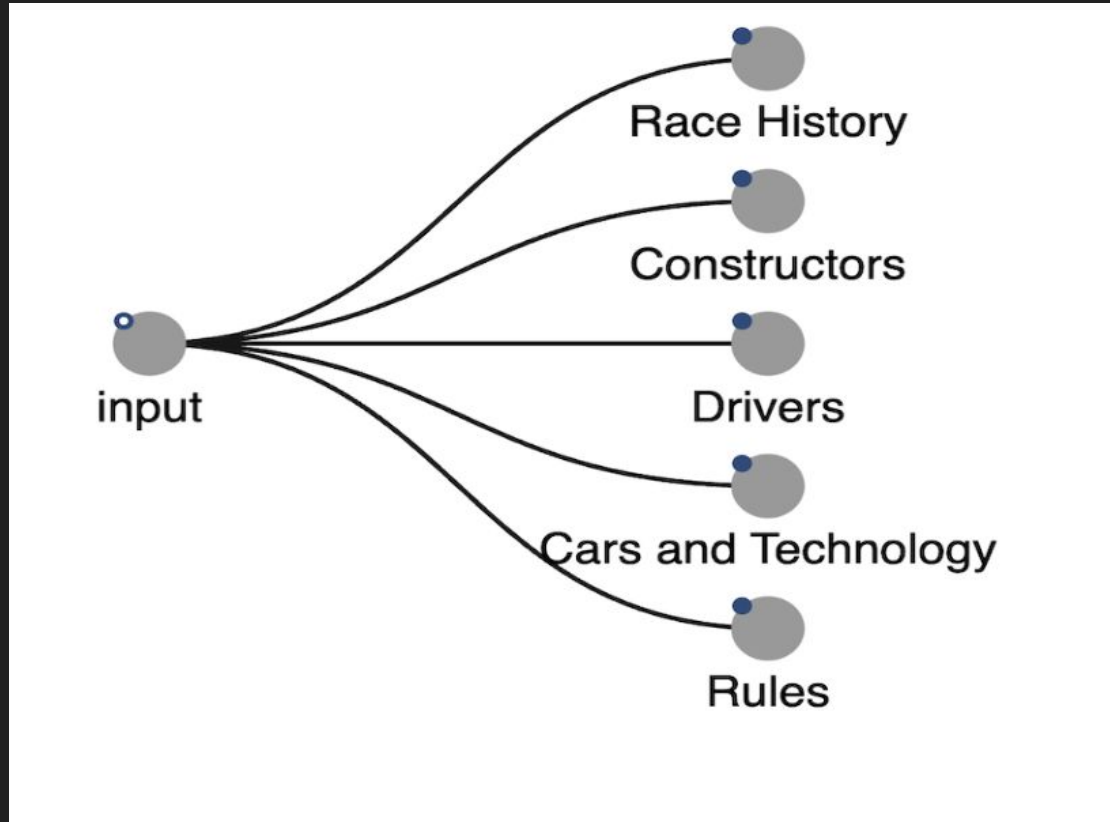 Race History
Constructors
input
Drivers
Cars and Technology
Rules